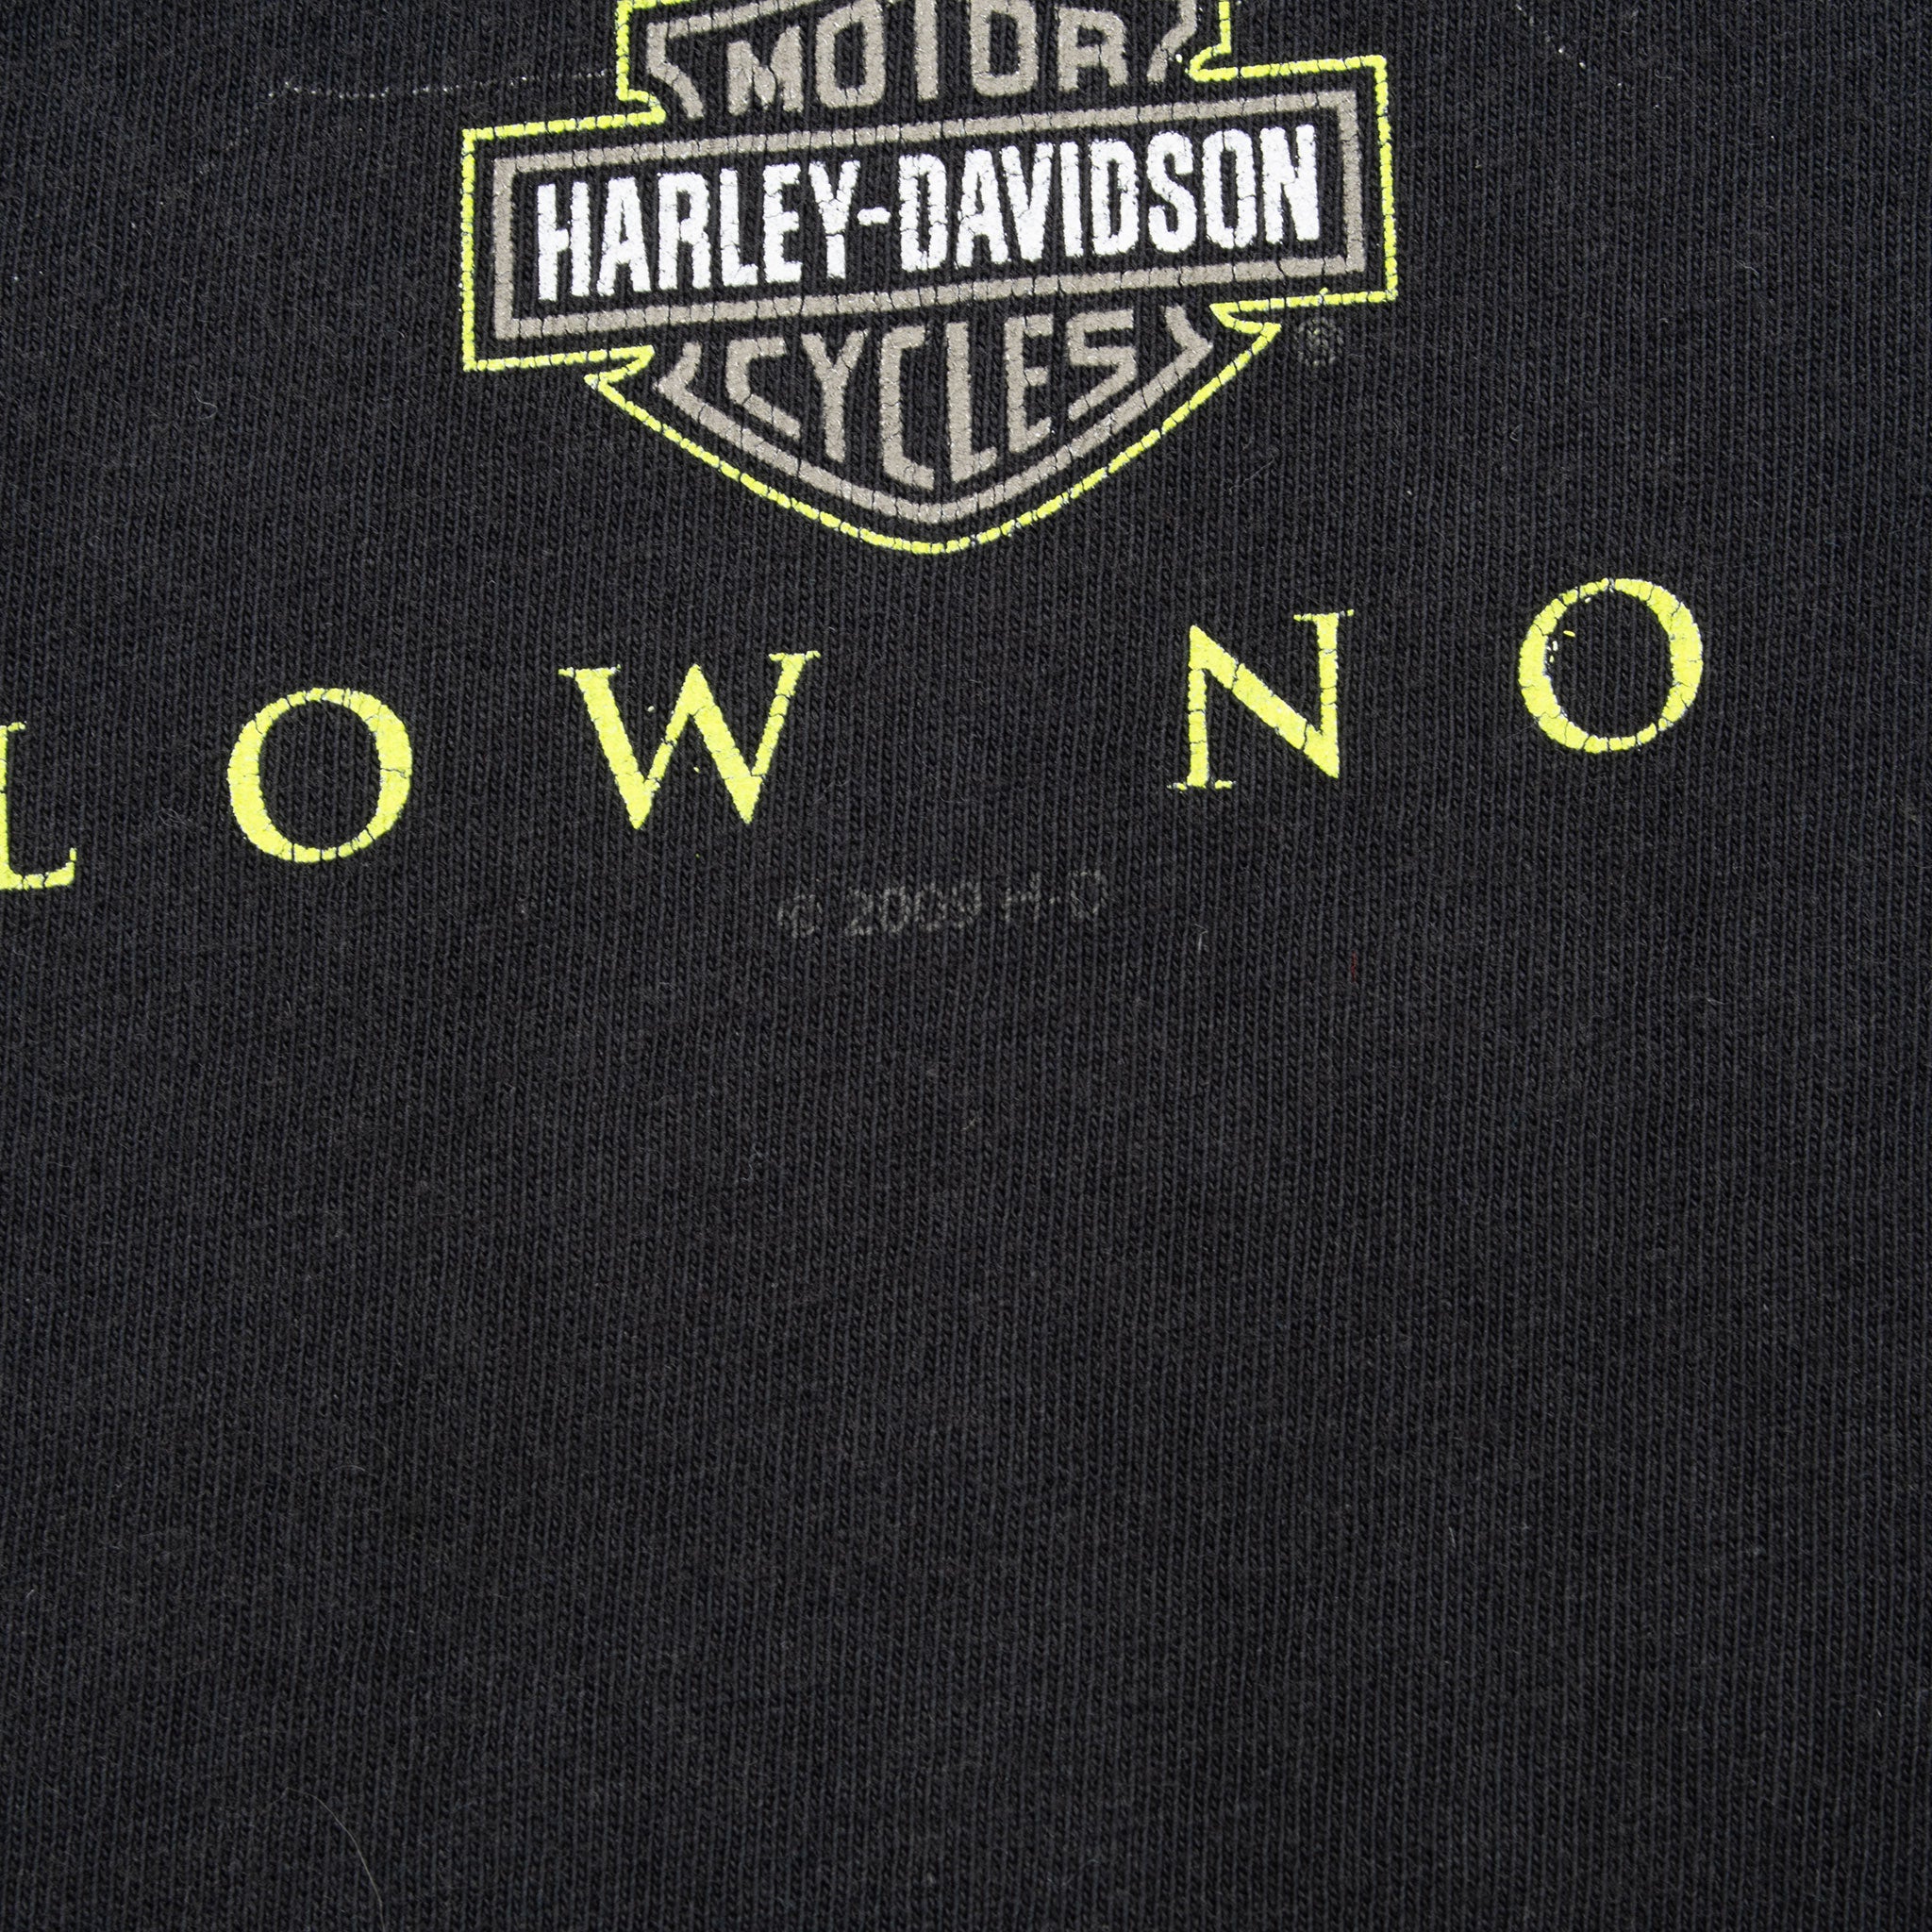 MOTOR
HARLEY-DAVIDSON
CYCLES
®
LOW NO
© 2009 H-D